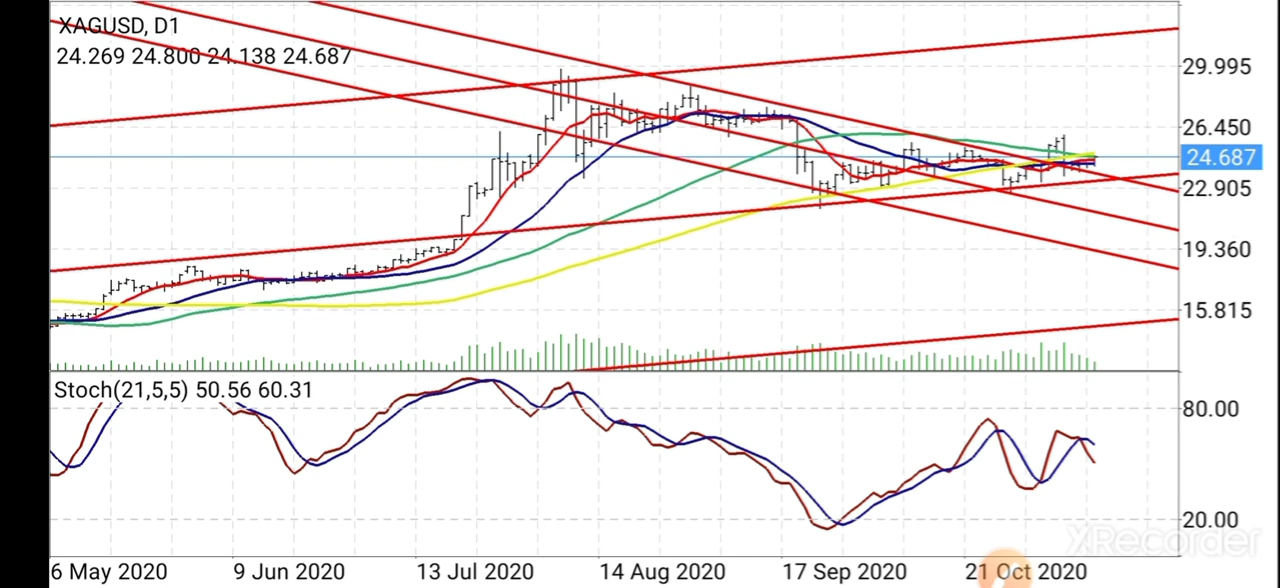 XAGUSD, D1
24.269 24.800 24.138 24.687
29.995
26.450
24.687
22.905
19.360
15.815
Stoch(21,5,5) 50.56 60.31
80.00
20.00
XRecorder
6 May 2020 9 Jun 2020 13 Jul 2020 14 Aug 2020 17 Sep 2020 21 Oct 2020